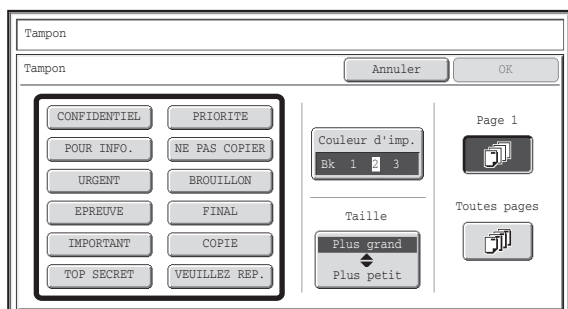 Tampon
Tampon
Annuler
OK
CONFIDENTIEL
PRIORITE
POUR INFO.
NE PAS COPIER
URGENT
BROUILLON
EPREUVE
FINAL
IMPORTANT
COPIE
TOP SECRET
VEUILLEZ REP.
Couleur d'imp.
Bk 1 2 3
Taille
Plus grand
Plus petit
Page 1
Toutes pages